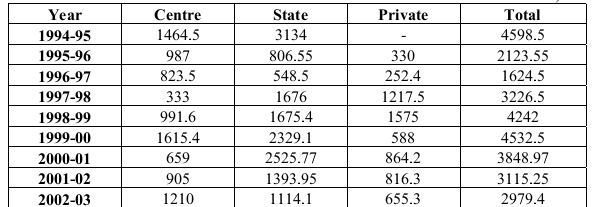 Year Centre State Private Total
1994-95 1464.5 3134 - 4598.5
1995-96 987 806.55 330 2123.55
1996-97 823.5 548.5 252.4 1624.5
1997-98 333 1676 1217.5 3226.5
1998-99 991.6 1675.4 1575 4242
1999-00 1615.4 2329.1 588 4532.5
2000-01 659 2525.77 864.2 3848.97
2001-02 905 1393.95 816.3 3115.25
2002-03 1210 1114.1 655.3 2979.4